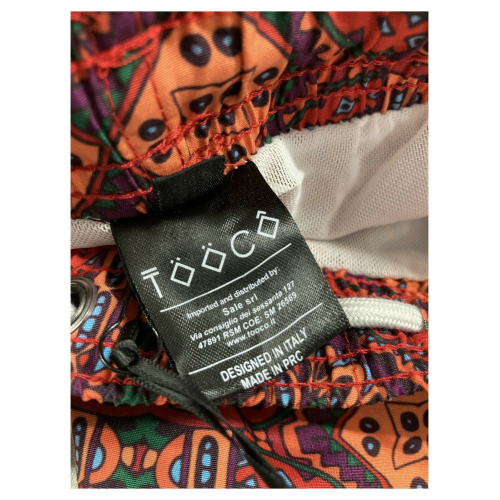 TÖÖCÔ
Imported and distributed by:
Sale srl
Via consiglio dei sessanta 127
47891 RSM COE: SM 26569
www.tooco.it
DESIGNED IN ITALY
MADE IN PRC